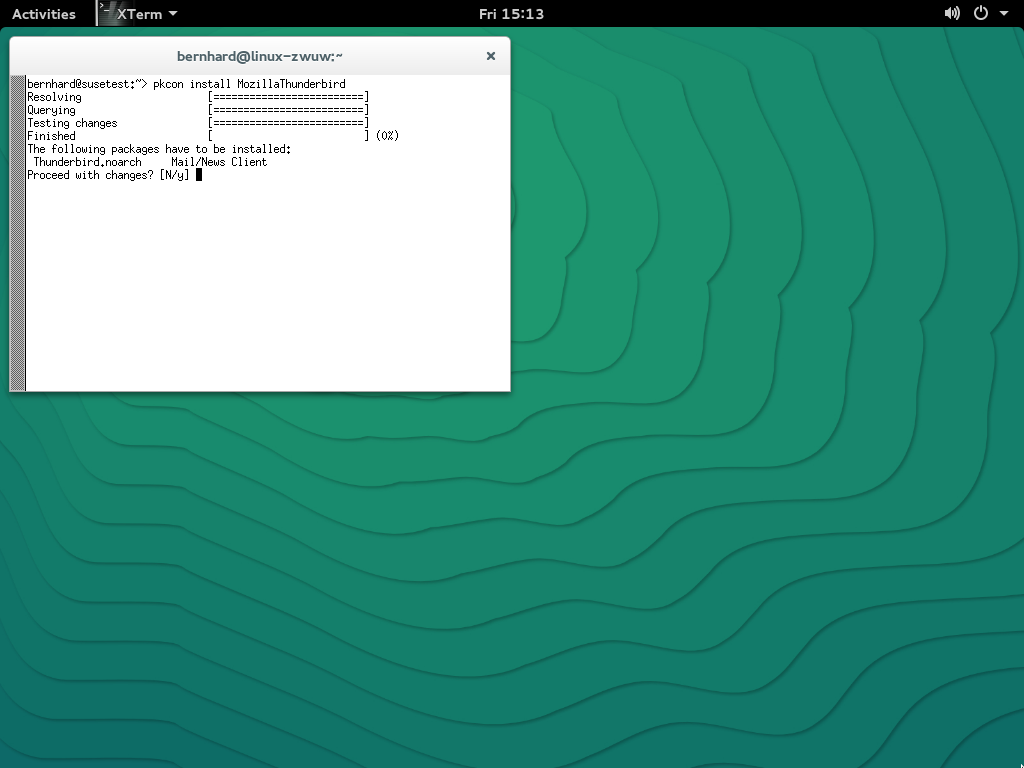 Activities XTerm Fri 15:13
bernhard@linux-zwuw:~
bernhard@susetest:~> pkcon install MozillaThunderbird
Resolving [=========================]
Querying [=========================]
Testing changes [=========================]
Finished [ ] (0%)
The following packages have to be installed:
Thunderbird.noarch Mail/News Client
Proceed with changes? [N/y]